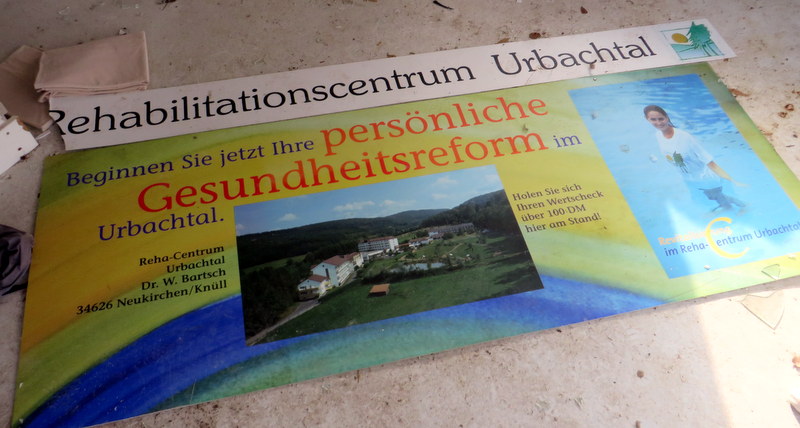 Rehabilitationscentrum Urbachtal
Beginnen Sie jetzt Ihre persönliche
Gesundheitsreform im
Urbachtal.
Reha-Centrum
Urbachtal
Dr. W. Bartsch
34626 Neukirchen/Knüll
Holen Sie sich
Ihren Wertscheck
über 100 DM
hier am Stand!
im Reha-Centrum Urbachtal